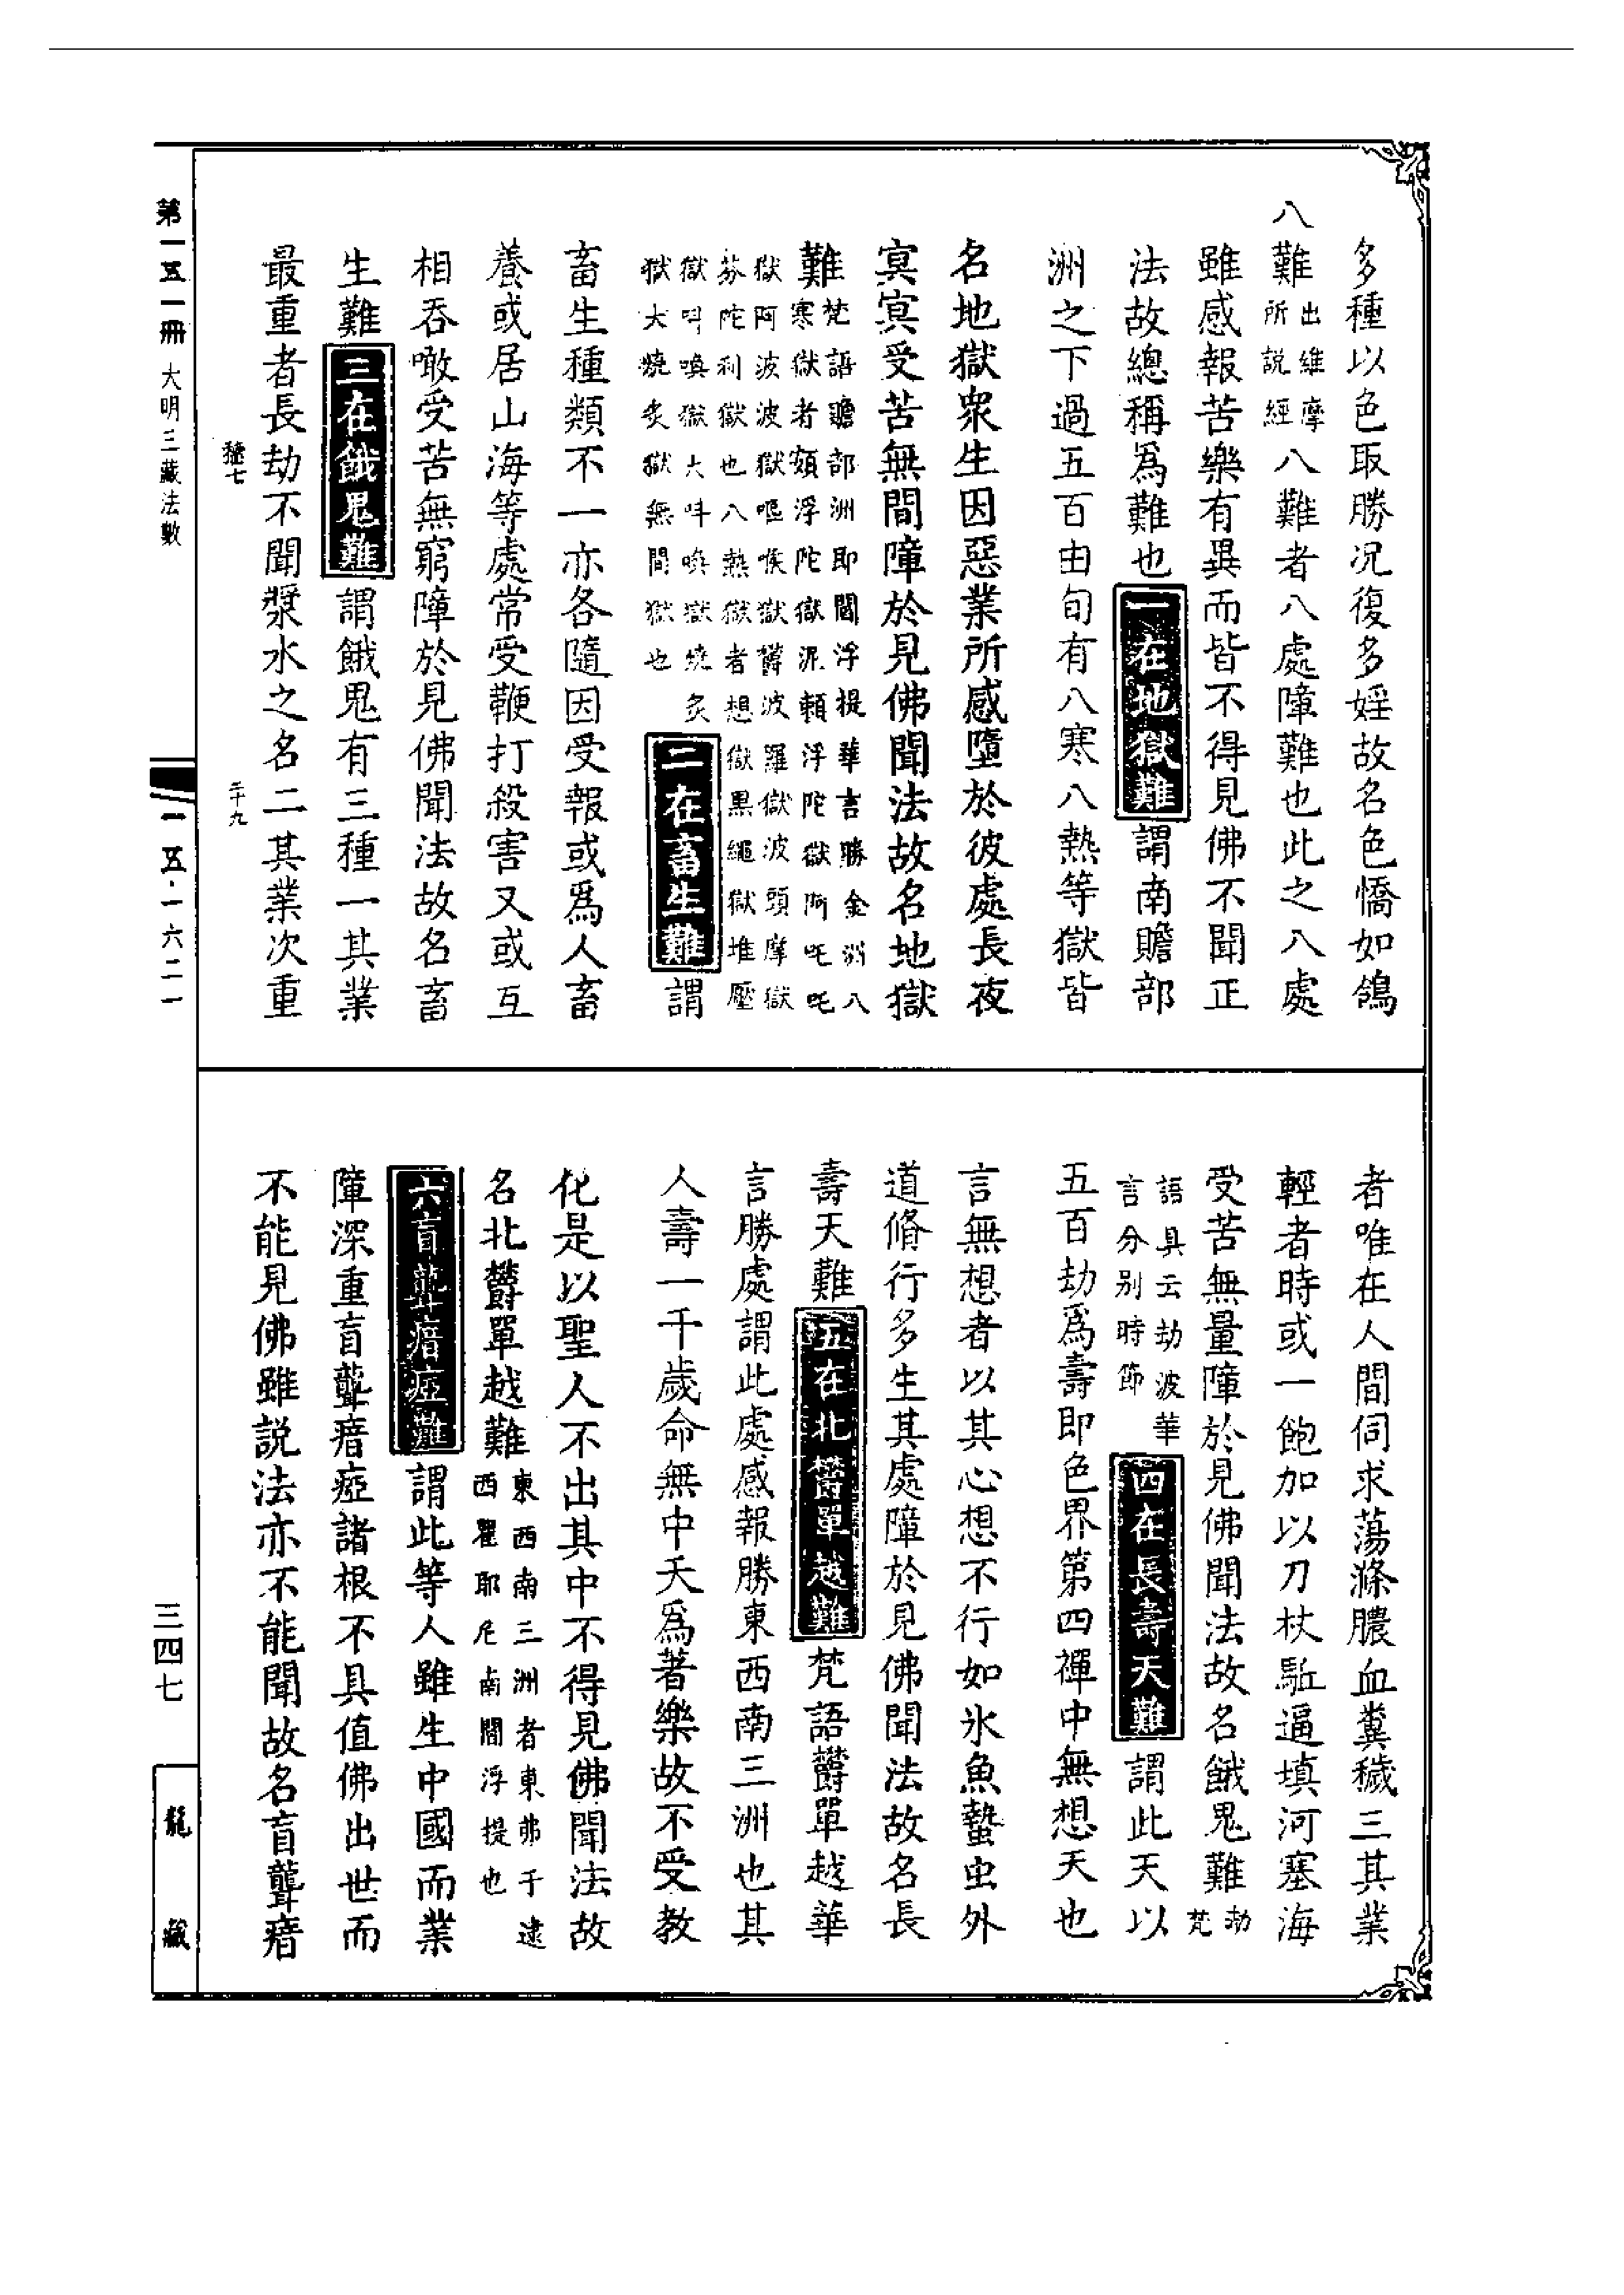 多種以色取勝況復多婬故名色憍如鴿
八難出維摩所説經八難者八處障難也此之八處
雖感報苦樂有異而皆不得見佛不聞正
法故總稱爲難也一在地獄難謂南贍部
洲之下過五百由旬有八寒八熱等獄皆
名地獄衆生因惡業所感墮於彼處長夜
冥冥受苦無間障於見佛聞法故名地獄
難梵語贍部洲即閻浮提華言勝金洲八寒獄者頞浮陀獄泥賴浮陀獄阿吒吒
獄阿波波獄嘔喉獄欝波羅獄波頭摩獄芬陀利獄也八熱獄者想獄黒繩獄堆壓
獄叫喚獄大叫喚獄燒炙獄大燒炙獄無間獄也二在畜生難謂
畜生種類不一亦各隨因受報或爲人畜
養或居山海等處常受鞭打殺害又或互
相吞噉受苦無窮障於見佛聞法故名畜
生難三在餓鬼難謂餓鬼有三種一其業
最重者長劫不聞漿水之名二其業次重
者唯在人間伺求蕩滌膿血糞穢三其業
輕者時或一飽加以刀杖駈逼填河塞海
受苦無量障於見佛聞法故名餓鬼難劫梵
語具云劫波華言分別時節四在長壽天難謂此天以
五百劫爲壽即色界第四禪中無想天也
言無想者以其心想不行如氷魚蟄虫外
道脩行多生其處障於見佛聞法故名長
壽天難五在北欝單越難梵語欝單越華
言勝處謂此處感報勝東西南三洲也其
人壽一千歲命無中夭爲著樂故不受教
化是以聖人不出其中不得見佛聞法故
名北欝單越難東西南三洲者東弗于逮西瞿耶尼南閻浮提也
六盲聾瘖瘂難謂此等人雖生中國而業
障深重盲聾瘖瘂諸根不具值佛出世而
不能見佛雖説法亦不能聞故名盲聾瘖
第一五一冊 大明三藏法數
二十九
一五·一六二一
三四七
龍藏